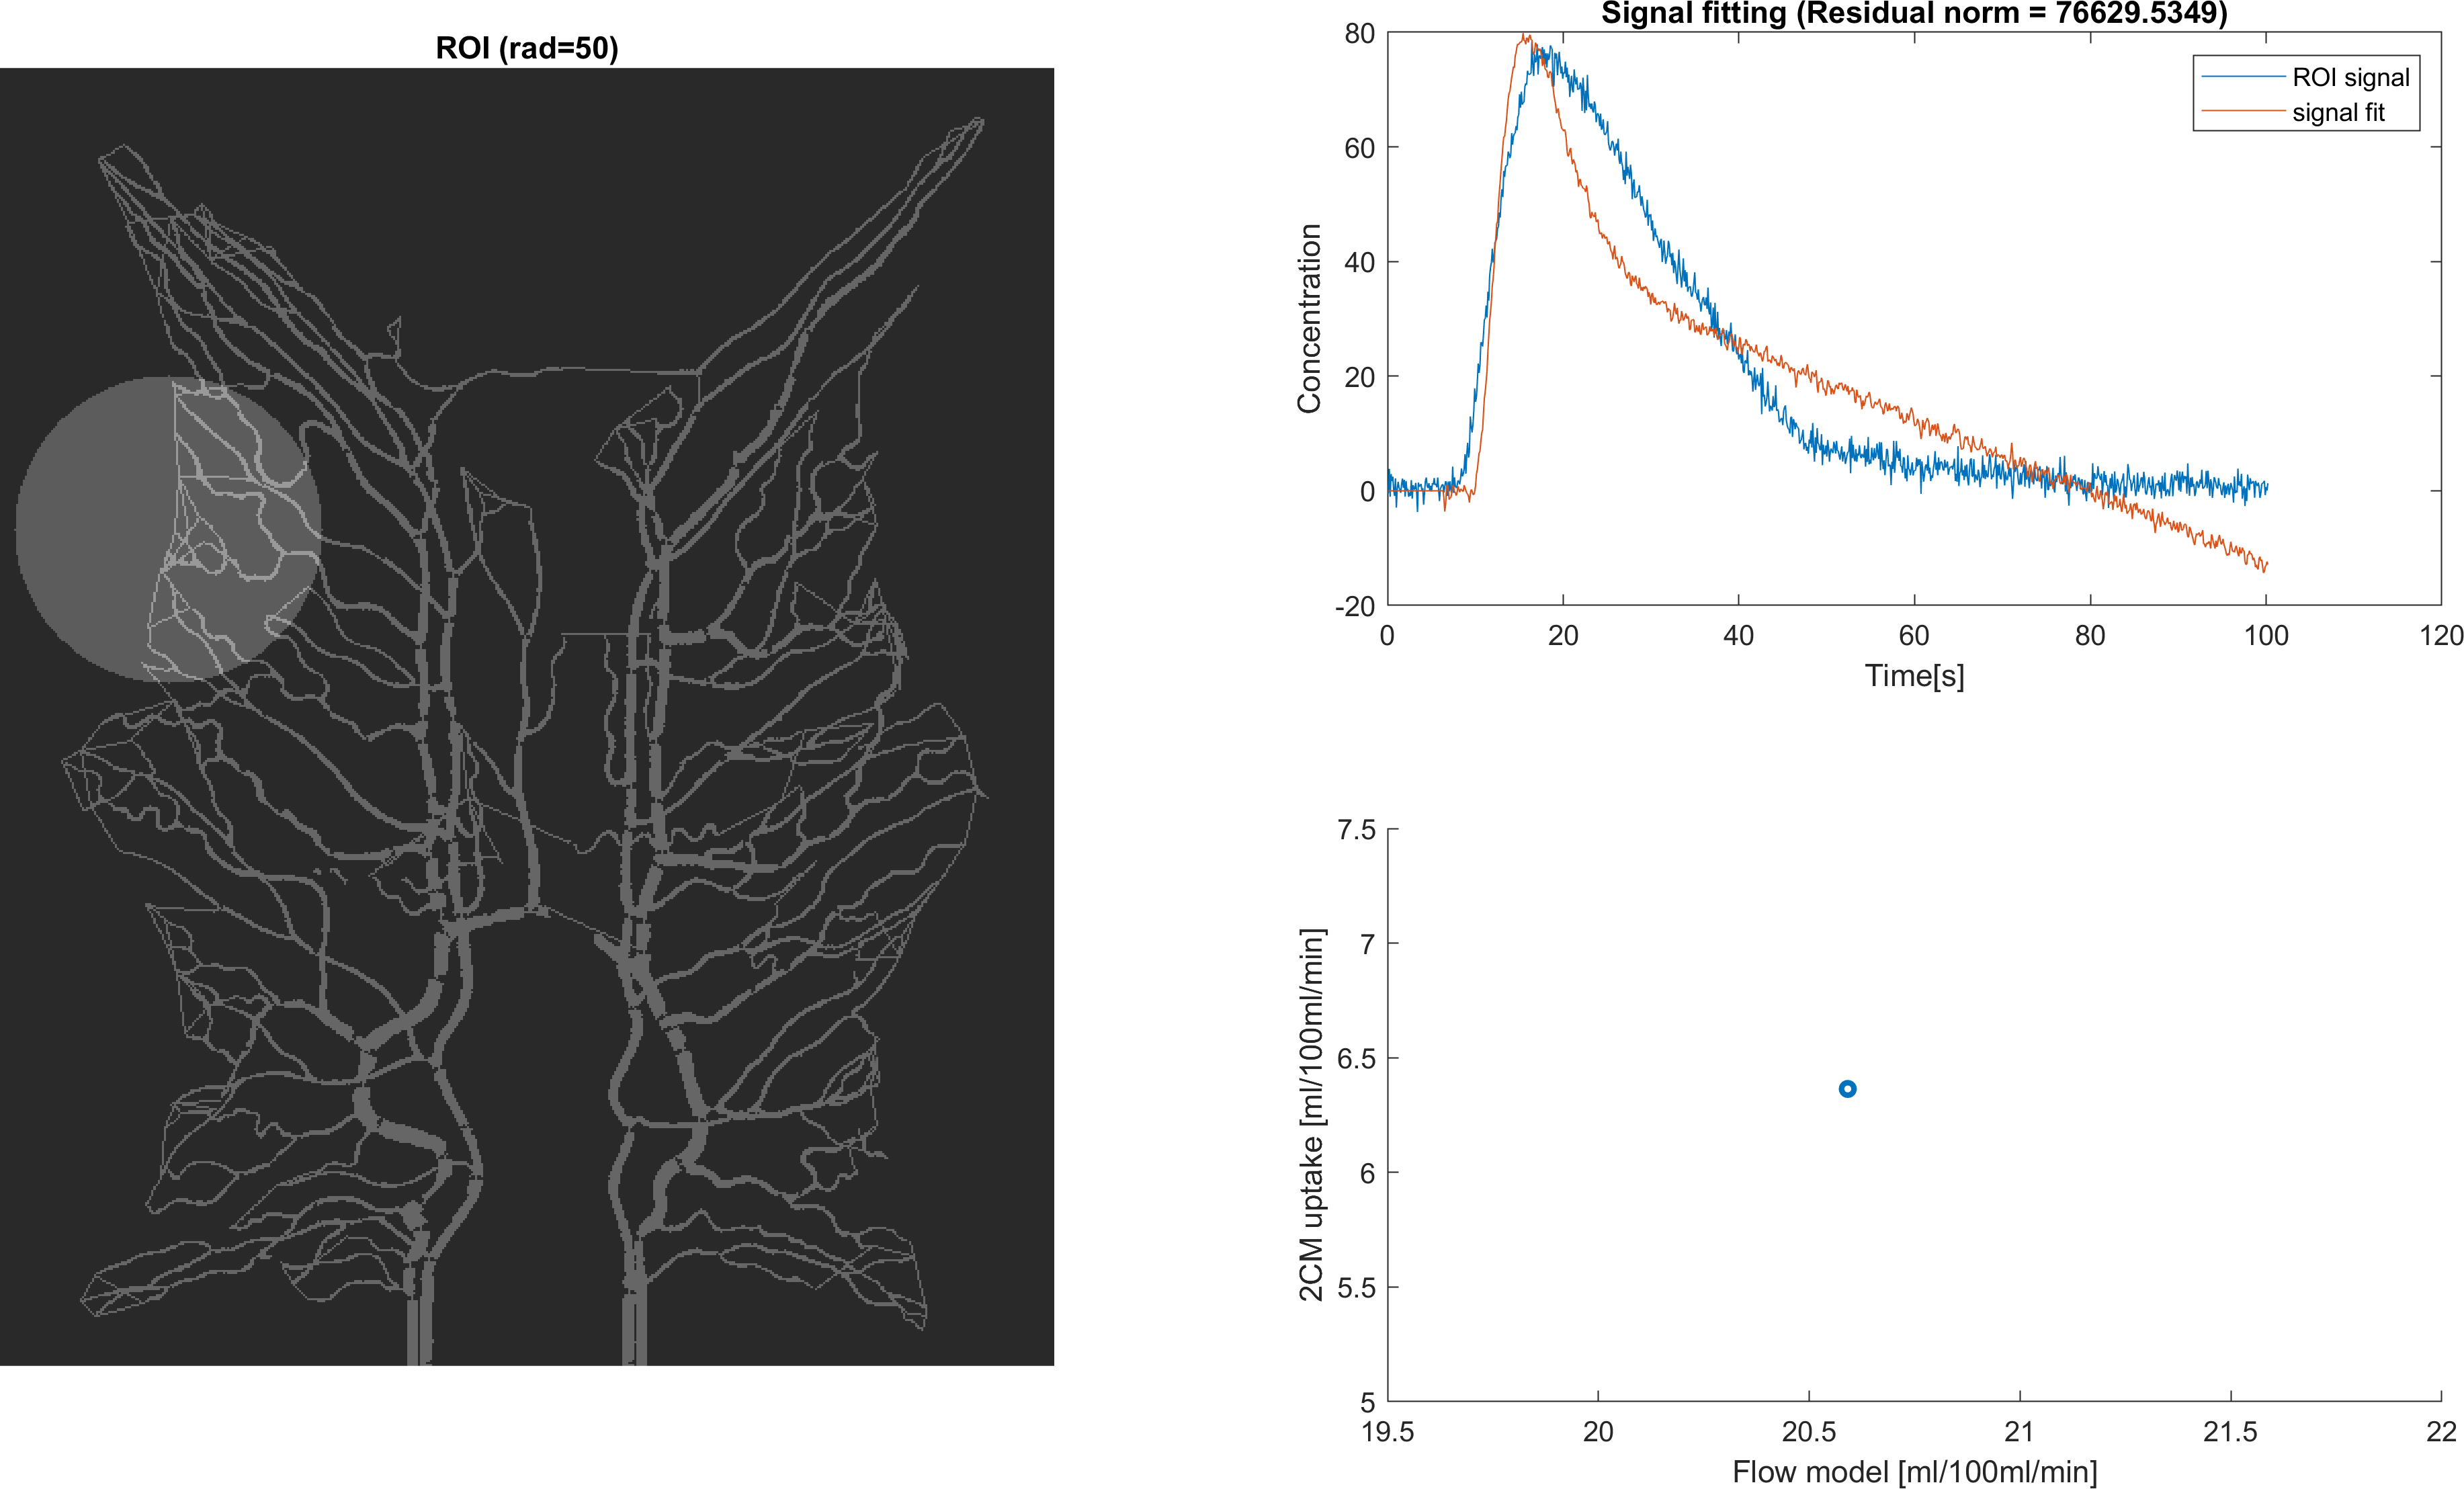 ROI (rad=50)
Signal fitting (Residual norm = 76629.5349)
80
60
40
20
0
-20
Concentration
ROI signal
signal fit
0 20 40 60 80 100 120
Time[s]
7.5
7
6.5
6
5.5
5
2CM uptake [ml/100ml/min]
19.5 20 20.5 21 21.5 22
Flow model [ml/100ml/min]